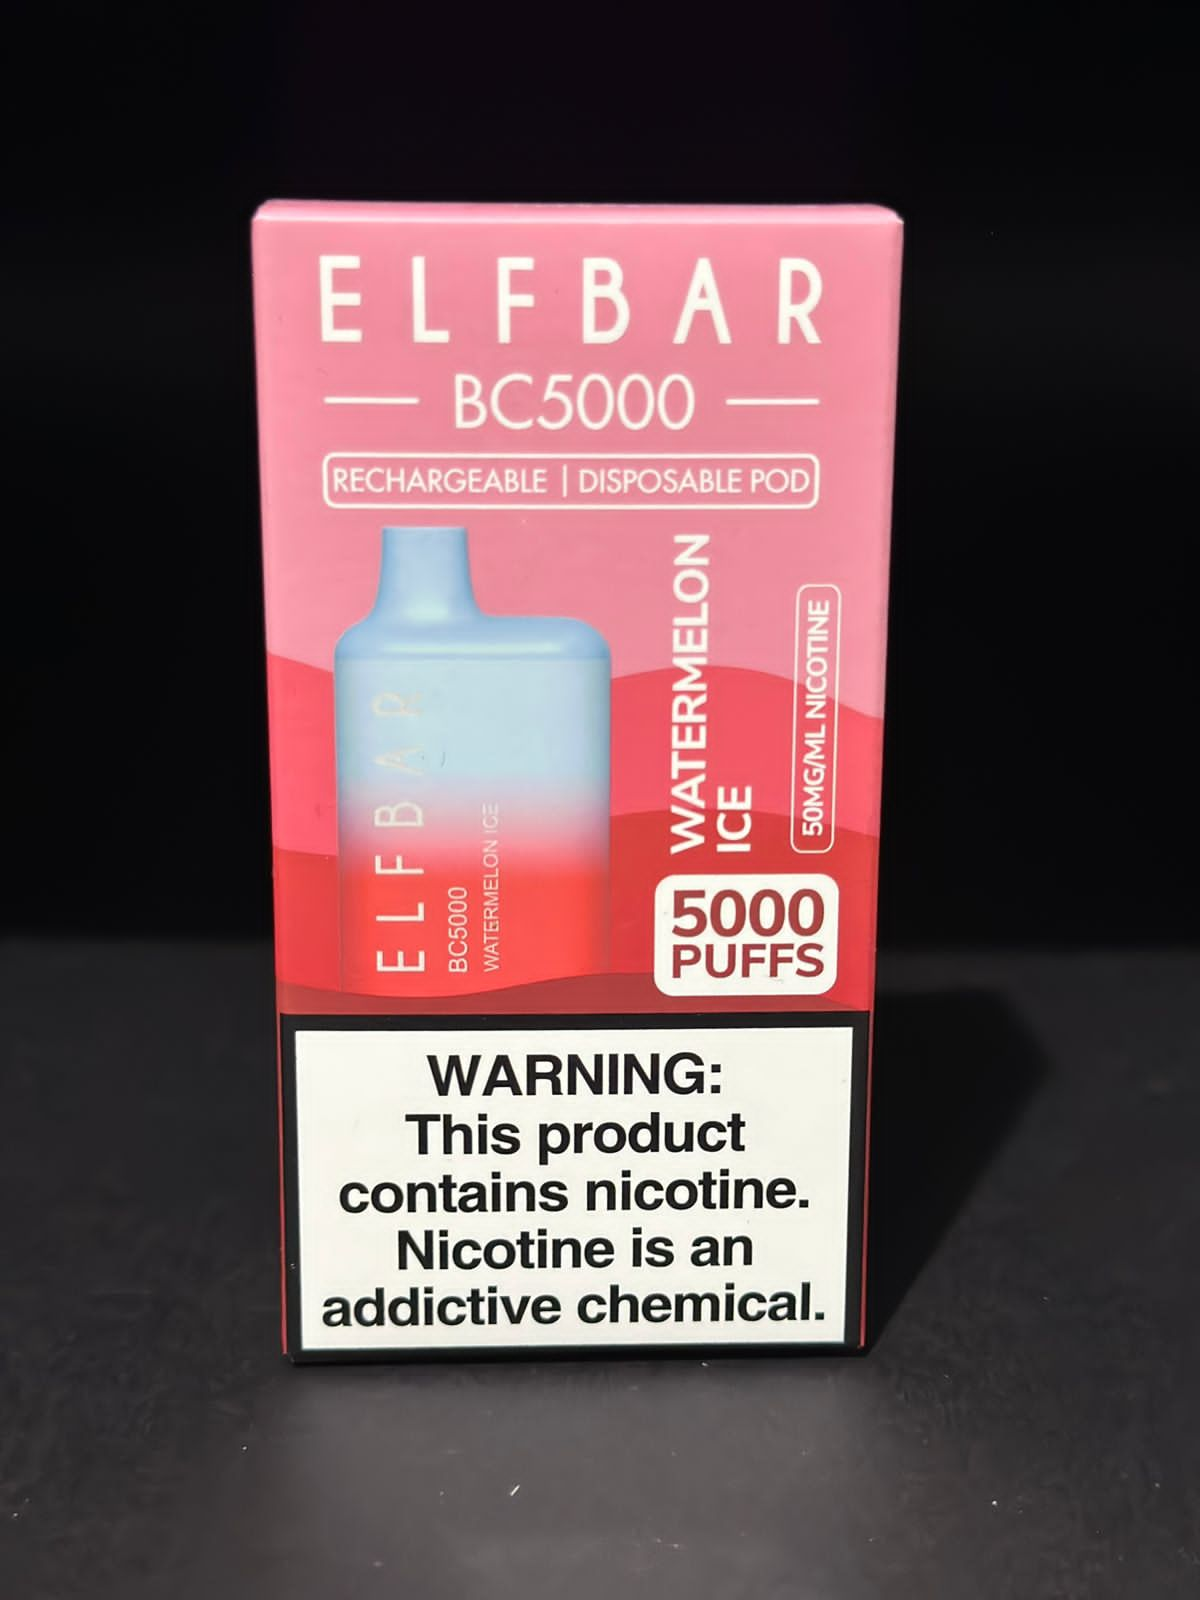 ELFBAR
BC5000
RECHARGEABLE | DISPOSABLE POD
ELFBAR
BC5000
WATERMELON ICE
WATERMELON
ICE
50MG/ML NICOTINE
5000
PUFFS
WARNING:
This product
contains nicotine.
Nicotine is an
addictive chemical.